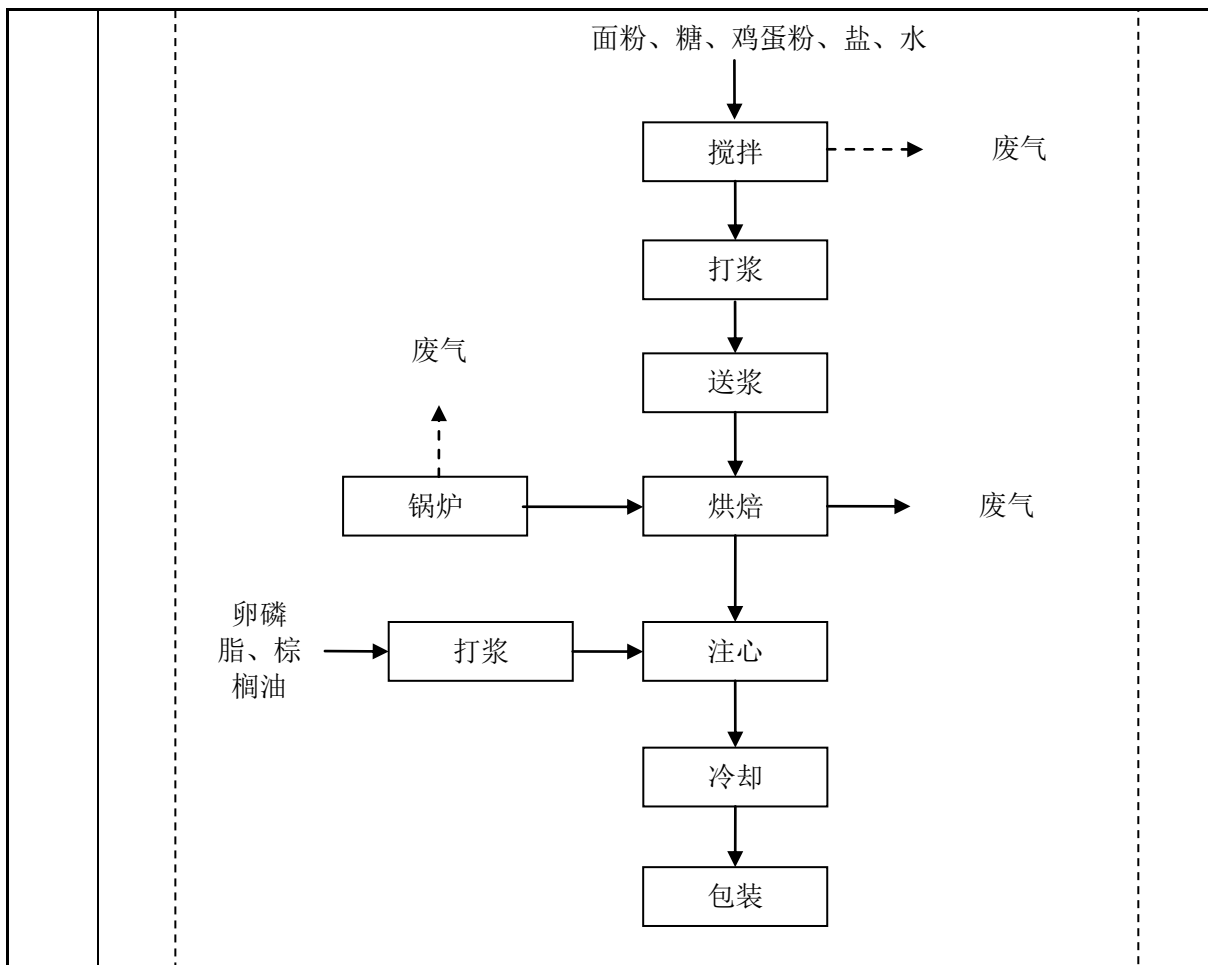 面粉、糖、鸡蛋粉、盐、水
搅拌
废气
打浆
废气
送浆
锅炉
烘焙
废气
卵磷
脂、棕
榈油
打浆
注心
冷却
包装